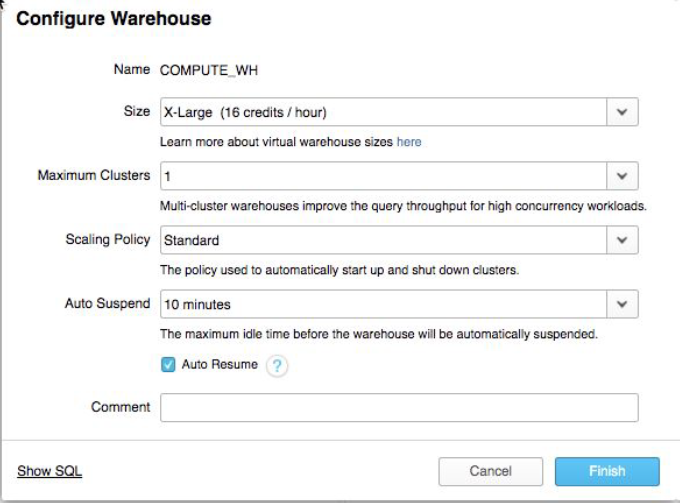 Configure Warehouse
Name COMPUTE_WH
Size X-Large (16 credits / hour)
Learn more about virtual warehouse sizes here
Maximum Clusters 1
Multi-cluster warehouses improve the query throughput for high concurrency workloads.
Scaling Policy Standard
The policy used to automatically start up and shut down clusters.
Auto Suspend 10 minutes
The maximum idle time before the warehouse will be automatically suspended.
Auto Resume ?
Comment
Show SQL Cancel Finish